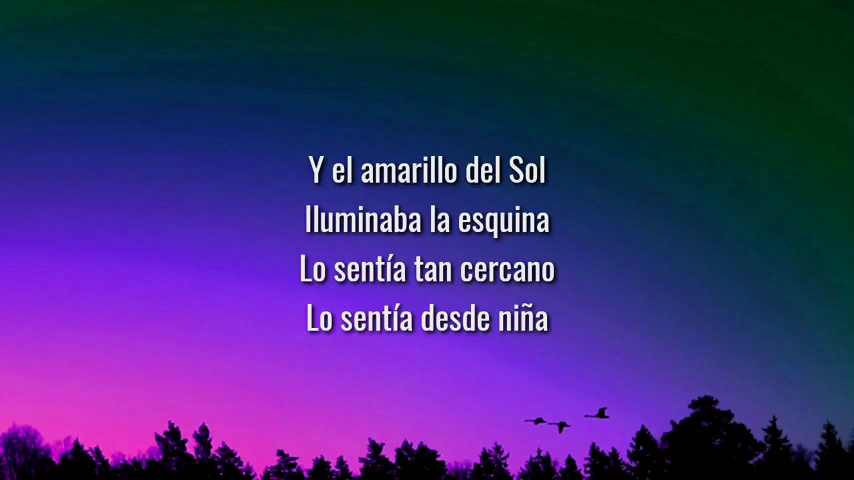 Y el amarillo del Sol
Iluminaba la esquina
Lo sentía tan cercano
Lo sentía desde niña